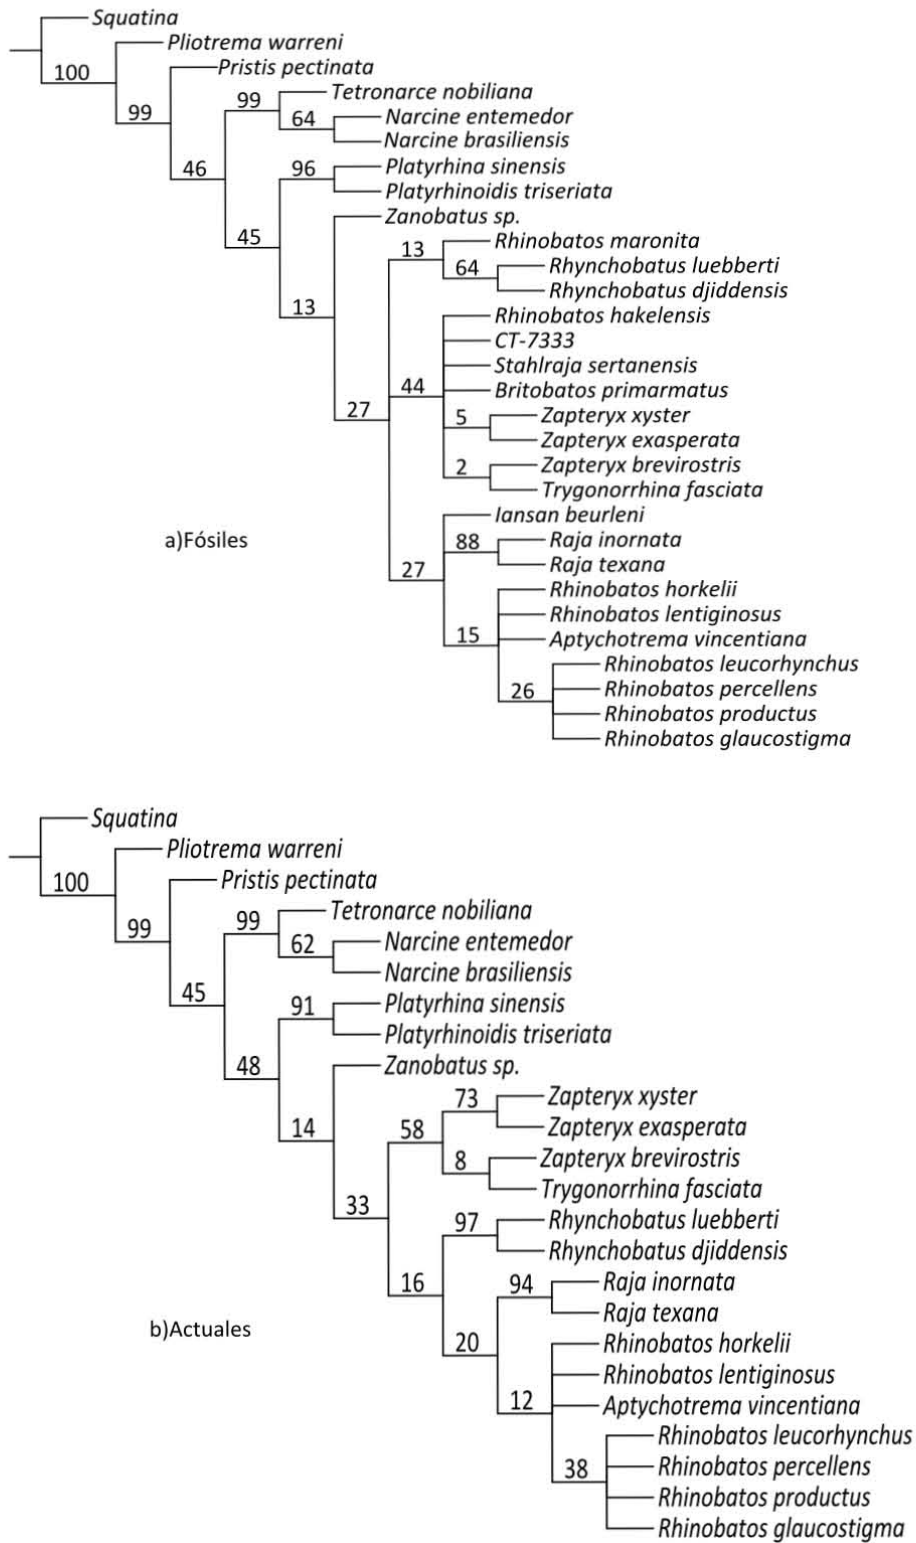 Squatina
Pliotrema warreni
100
Pristis pectinata
99
Tetronarce nobiliana
99
Narcine entemedor
64
Narcine brasiliensis
46
Platyrhina sinensis
96
Platyrhinoidis triseriata
45
Zanobatus sp.
Rhinobatos maronita
13
Rhynchobatus luebberti
64
Rhynchobatus djiddensis
13
Rhinobatos hakelensis
CT-7333
Stahlraja sertanensis
44
Britobatos primarmatus
27
5
Zapteryx xyster
Zapteryx exasperata
2
Zapteryx brevirostris
Trygonorrhina fasciata
Iansan beurleni
a)Fósiles
88
Raja inornata
Raja texana
27
Rhinobatos horkelii
Rhinobatos lentiginosus
15
Aptychotrema vincentiana
Rhinobatos leucorhynchus
26
Rhinobatos percellens
Rhinobatos productus
Rhinobatos glaucostigma
Squatina
Pliotrema warreni
100
Pristis pectinata
99
Tetronarce nobiliana
99
Narcine entemedor
62
Narcine brasiliensis
45
Platyrhina sinensis
91
Platyrhinoidis triseriata
48
Zanobatus sp.
Zapteryx xyster
73
Zapteryx exasperata
14
58
Zapteryx brevirostris
8
Trygonorrhina fasciata
33
Rhynchobatus luebberti
97
Rhynchobatus djiddensis
16
Raja inornata
94
Raja texana
b)Actuales
20
Rhinobatos horkelii
Rhinobatos lentiginosus
12
Aptychotrema vincentiana
Rhinobatos leucorhynchus
38
Rhinobatos percellens
Rhinobatos productus
Rhinobatos glaucostigma